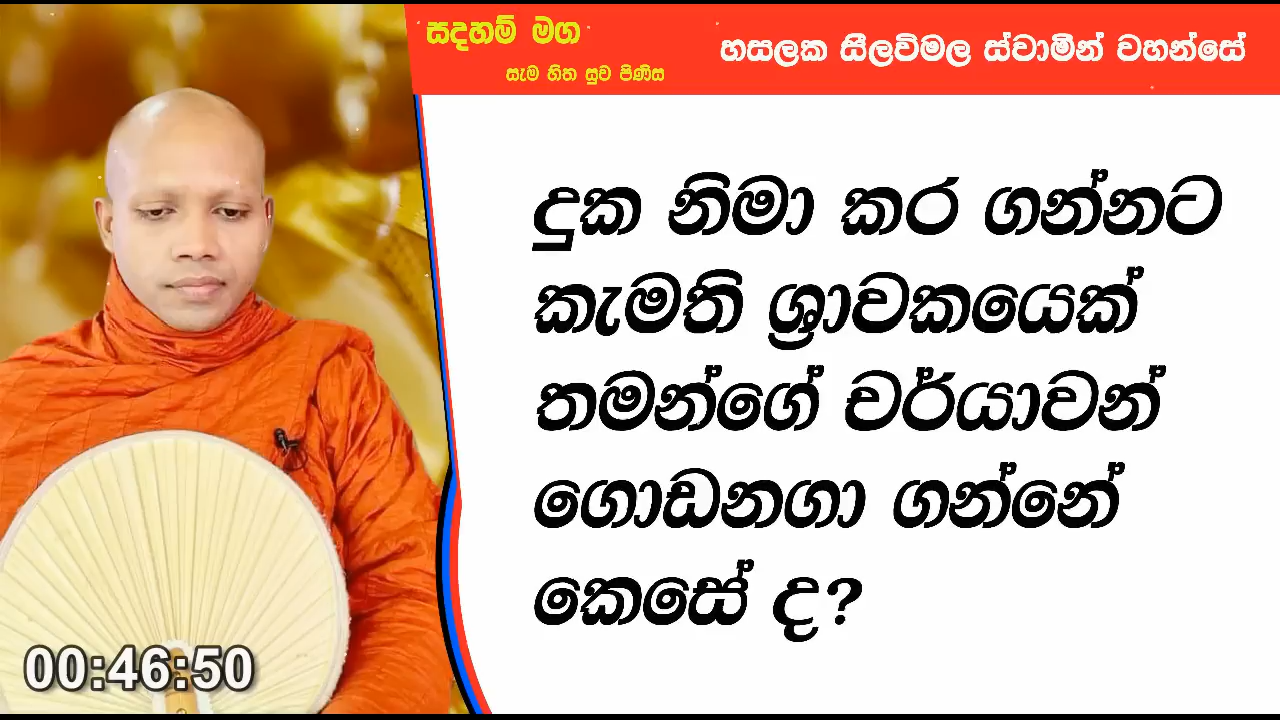 සදහම් මග
සැම හිත සුව පිණිස
හසලක සීලවිමල ස්වාමීන් වහන්සේ
දුක නිමා කර ගන්නට
කැමති ශ්‍රාවකයෙක්
තමන්ගේ චර්යාවන්
ගොඩනගා ගන්නේ
කෙසේ ද?
00:46:50